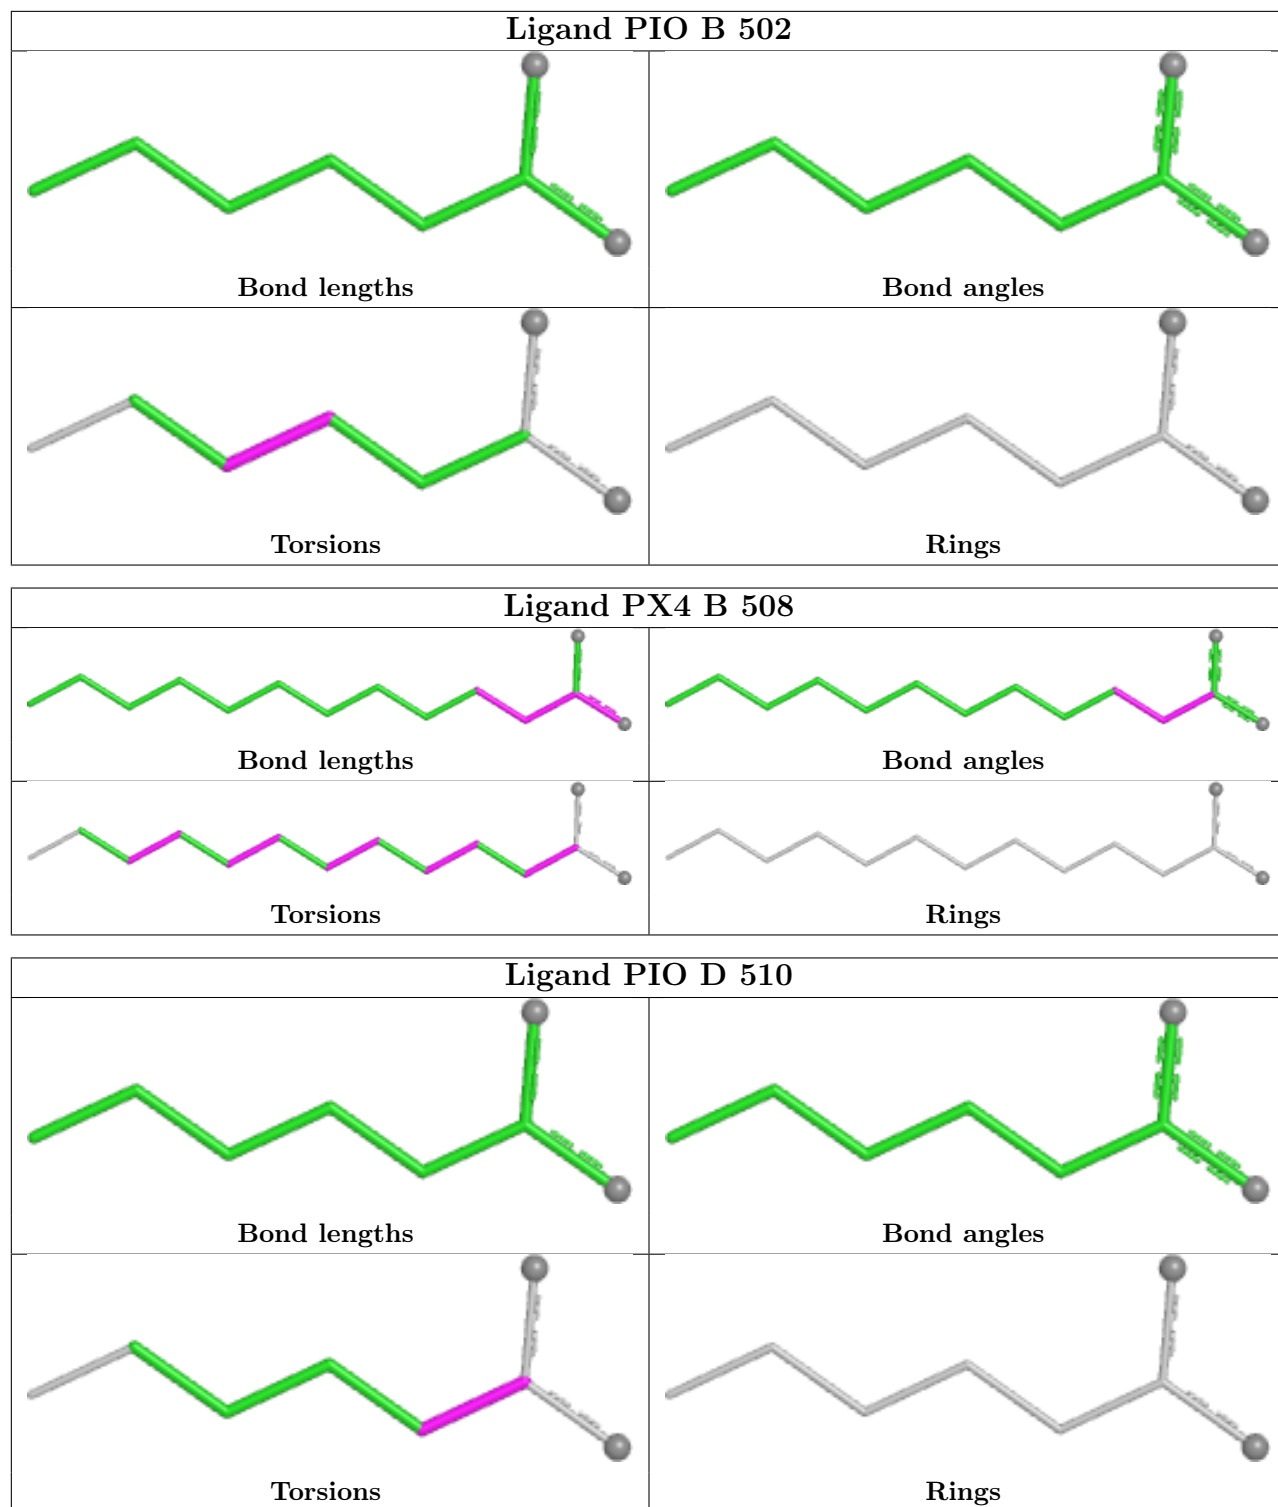 Ligand PIO B 502
Bond lengths
Bond angles
Torsions
Rings
Ligand PX4 B 508
Bond lengths
Bond angles
Torsions
Rings
Ligand PIO D 510
Bond lengths
Bond angles
Torsions
Rings